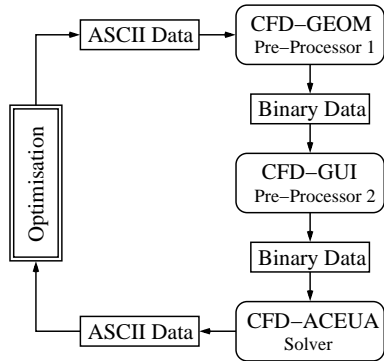 ASCII Data
CFD–GEOM
Pre–Processor 1
Binary Data
CFD–GUI
Pre–Processor 2
Binary Data
CFD–ACEUA
Solver
ASCII Data
Optimisation